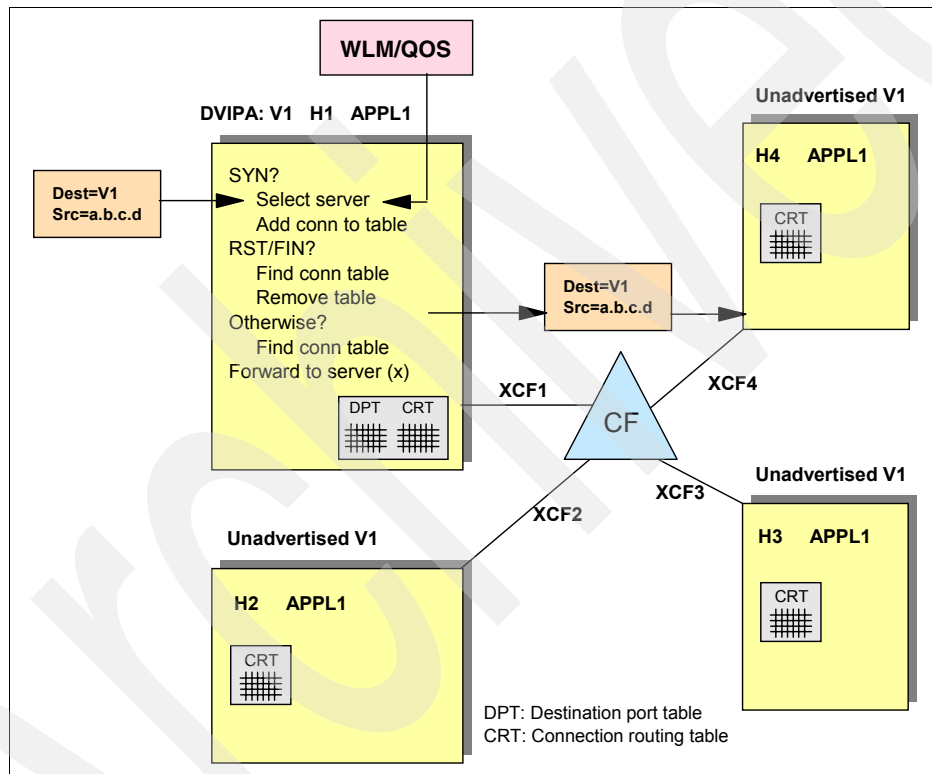 WLM/QOS
DVIPA: V1 H1 APPL1
Dest=V1
Src=a.b.c.d
SYN?
Select server
Add conn to table
RST/FIN?
Find conn table
Remove table
Otherwise?
Find conn table
Forward to server (x)
DPT CRT
Dest=V1
Src=a.b.c.d
Unadvertised V1
H4 APPL1
CRT
XCF1
XCF4
CF
XCF2
XCF3
Unadvertised V1
H2 APPL1
CRT
Unadvertised V1
H3 APPL1
CRT
DPT: Destination port table
CRT: Connection routing table